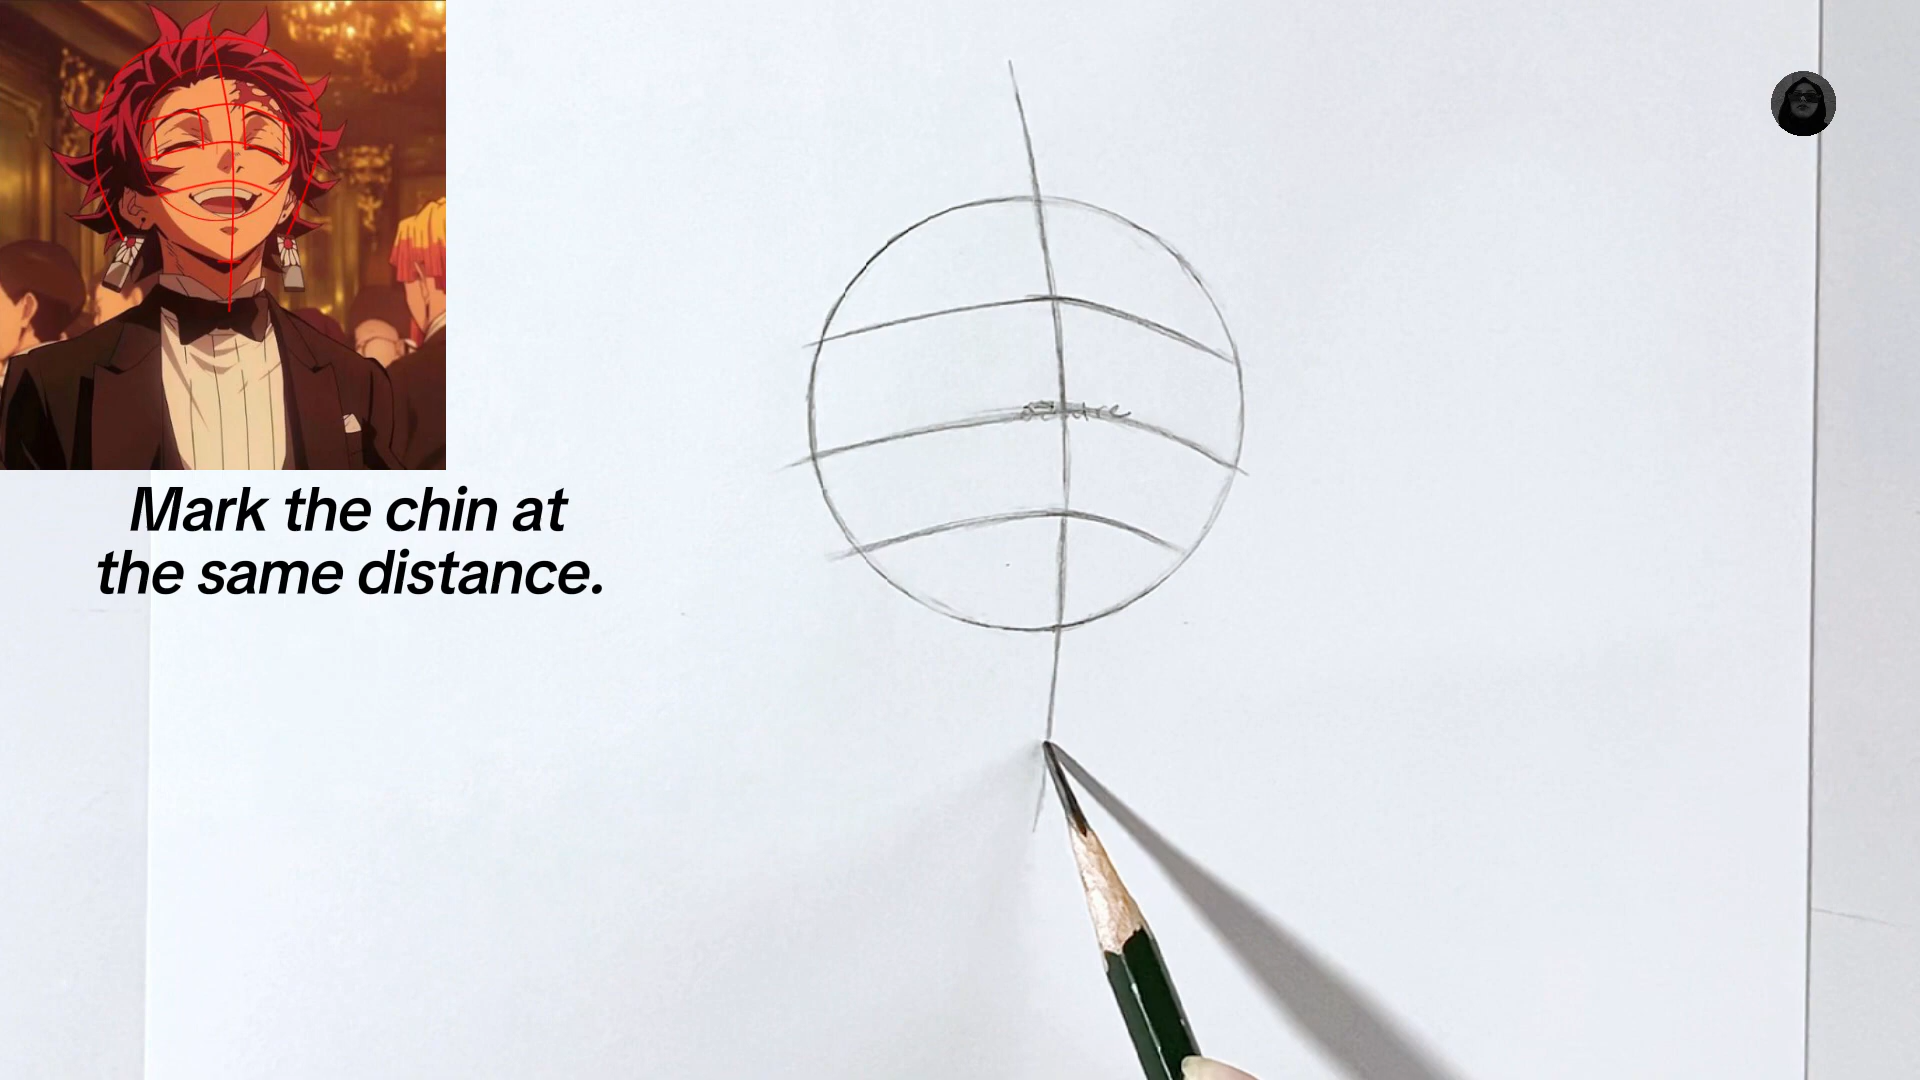 Mark the chin at
the same distance.